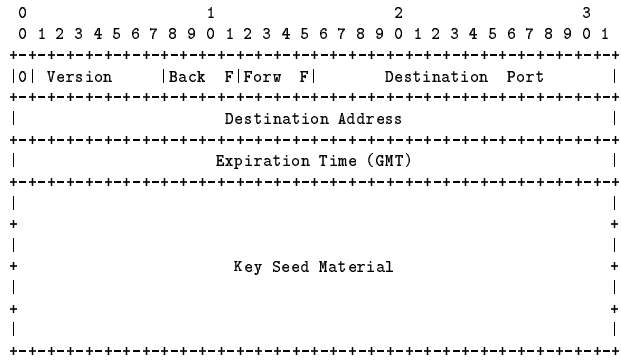 0                   1                   2                   3
 0 1 2 3 4 5 6 7 8 9 0 1 2 3 4 5 6 7 8 9 0 1 2 3 4 5 6 7 8 9 0 1
+-+-+-+-+-+-+-+-+-+-+-+-+-+-+-+-+-+-+-+-+-+-+-+-+-+-+-+-+-+-+-+-+
|0| Version     |Back  F|Forw  F|       Destination  Port       |
+-+-+-+-+-+-+-+-+-+-+-+-+-+-+-+-+-+-+-+-+-+-+-+-+-+-+-+-+-+-+-+-+
|                      Destination Address                      |
+-+-+-+-+-+-+-+-+-+-+-+-+-+-+-+-+-+-+-+-+-+-+-+-+-+-+-+-+-+-+-+-+
|                     Expiration Time (GMT)                     |
+-+-+-+-+-+-+-+-+-+-+-+-+-+-+-+-+-+-+-+-+-+-+-+-+-+-+-+-+-+-+-+-+
|                                                               |
+                                                               +
|                                                               |
+                       Key Seed Material                       +
|                                                               |
+                                                               +
|                                                               |
+-+-+-+-+-+-+-+-+-+-+-+-+-+-+-+-+-+-+-+-+-+-+-+-+-+-+-+-+-+-+-+-+